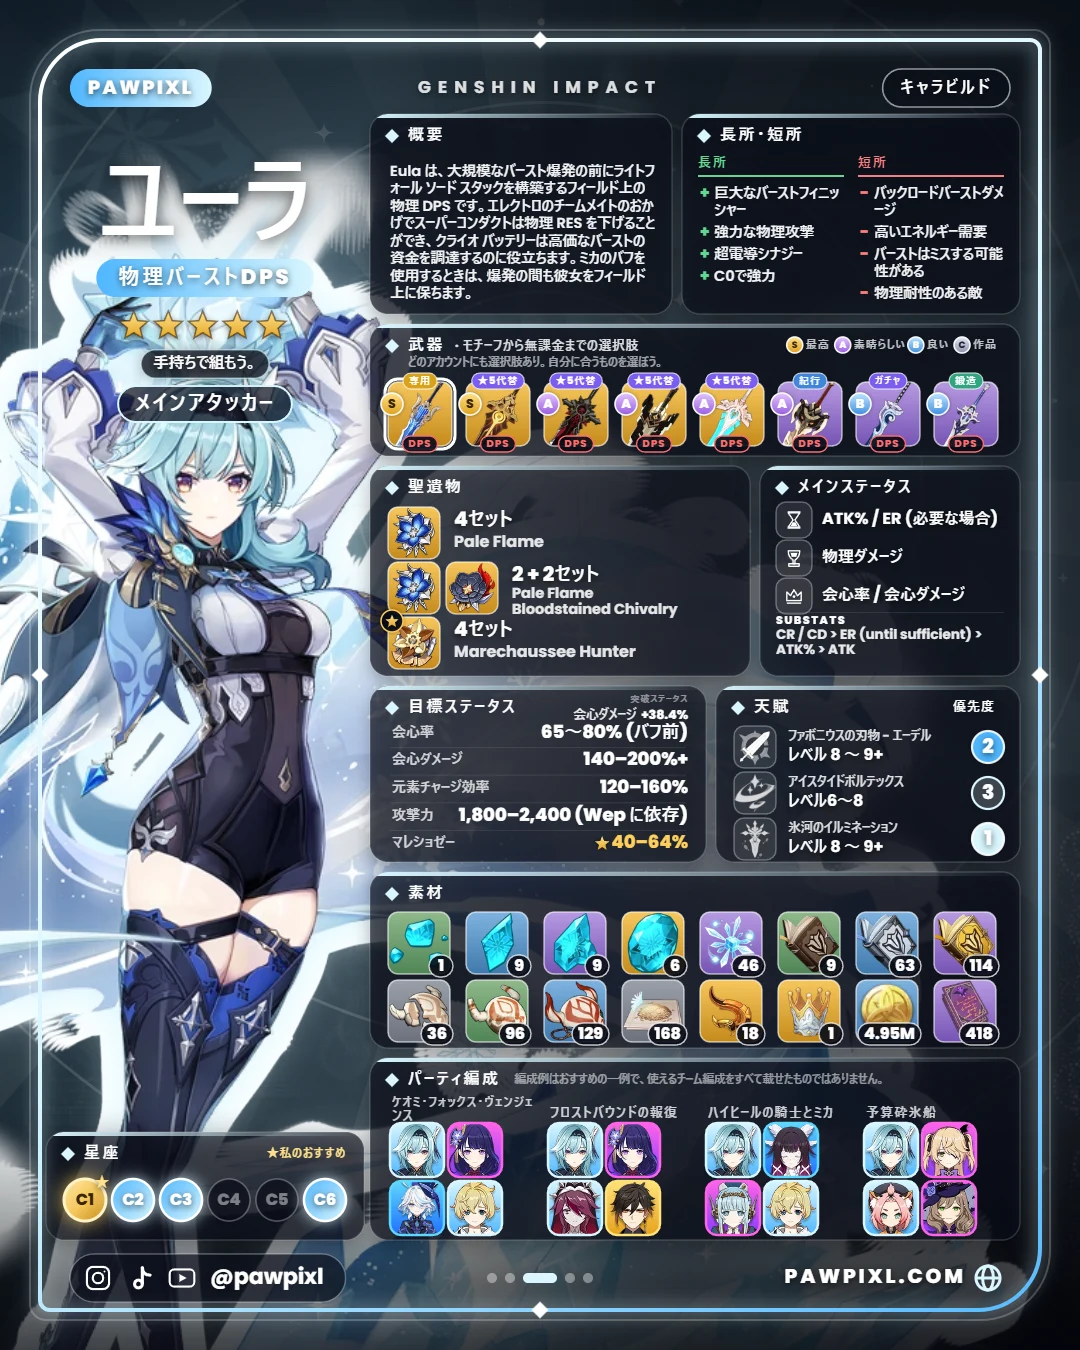 PAWPIXL
GENSHIN IMPACT
キャラビルド
ユーラ
物理バーストDPS
手持ちで組もう。
メインアタッカー
概要
Eula は、大規模なバースト爆発の前にライトフ
ォール ソード スタックを構築するフィールド上の
物理 DPS です。エレクトロのチームメイトのおか
げでスーパーコンダクトは物理 RES を下げること
ができ、クライオ バッテリーは高価なバーストの
資金を調達するのに役立ちます。ミカのバフを
使用するときは、爆発の間も彼女をフィールド
上に保ちます。
長所・短所
長所
+ 巨大なバーストフィニッ
シャー
+ 強力な物理攻撃
+ 超電導シナジー
+ C0で強力
短所
- バックロードバーストダメ
ージ
- 高いエネルギー需要
- バーストはミスする可能
性がある
- 物理耐性のある敵
武器 ・モチーフから無課金までの選択肢
どのアカウントにも選択肢あり。自分に合うものを選ぼう。
S 最高 A 素晴らしい B 良い C 作品
専用 ★5代替 ★5代替 ★5代替 ★5代替 紀行 ガチャ 鍛造
S S A A A A B B
DPS DPS DPS DPS DPS DPS DPS DPS
聖遺物
4セット
Pale Flame
2 + 2セット
Pale Flame
Bloodstained Chivalry
4セット
Marechaussee Hunter
メインステータス
ATK% / ER (必要な場合)
物理ダメージ
会心率 / 会心ダメージ
SUBSTATS
CR / CD > ER (until sufficient) >
ATK% > ATK
目標ステータス
突破ステータス
会心ダメージ +38.4%
会心率 65〜80% (バフ前)
会心ダメージ 140–200%+
元素チャージ効率 120–160%
攻撃力 1,800–2,400 (Wep に依存)
マレショゼー ★40–64%
天賦 優先度
ファボニウスの刃物 – エーデル
レベル 8 〜 9+
2
アイスタイドボルテックス
レベル6〜8
3
氷河のイルミネーション
レベル 8 〜 9+
1
素材
1 9 9 6 46 9 63 114
36 96 129 168 18 1 4.95M 418
パーティ編成 編成例はおすすめの一例で、使えるチーム編成をすべて載せたものではありません。
ケオミ・フォックス・ヴェンジェ
ンス
フロストバウンドの報復
ハイヒールの騎士とミカ
予算砕氷船
星座 ★私のおすすめ
C1 C2 C3 C4 C5 C6
@pawpixl
PAWPIXL.COM